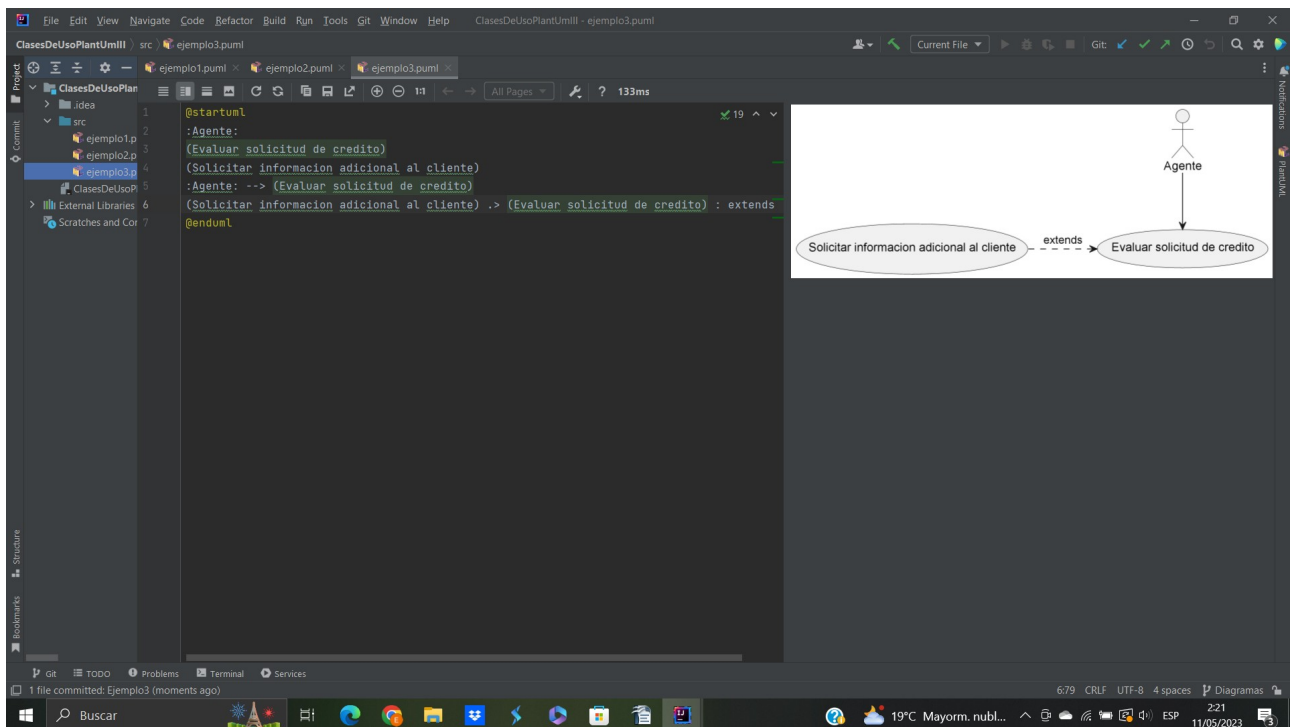 File Edit View Navigate Code Refactor Build Run Tools Git Window Help ClasesDeUsoPlantUmlII - ejemplo3.puml
ClasesDeUsoPlantUmlII src ejemplo3.puml Current File Git:
Project ejemplo1.puml ejemplo2.puml ejemplo3.puml
ClasesDeUsoPlan 1:1 All Pages ? 133ms
.idea
src
ejemplo1.p
ejemplo2.p
ejemplo3.p
ClasesDeUsoPl
External Libraries
Scratches and Cor
Commit
1 @startuml
2 :Agente:
3 (Evaluar solicitud de credito)
4 (Solicitar informacion adicional al cliente)
5 :Agente: --> (Evaluar solicitud de credito)
6 (Solicitar informacion adicional al cliente) .> (Evaluar solicitud de credito) : extends
7 @enduml
19
Agente
Solicitar informacion adicional al cliente
extends
Evaluar solicitud de credito
Notifications
PlantUML
Structure
Bookmarks
Git TODO Problems Terminal Services
1 file committed: Ejemplo3 (moments ago) 6:79 CRLF UTF-8 4 spaces Diagramas
Buscar 19°C Mayorm. nubl... ESP 2:21
11/05/2023
3